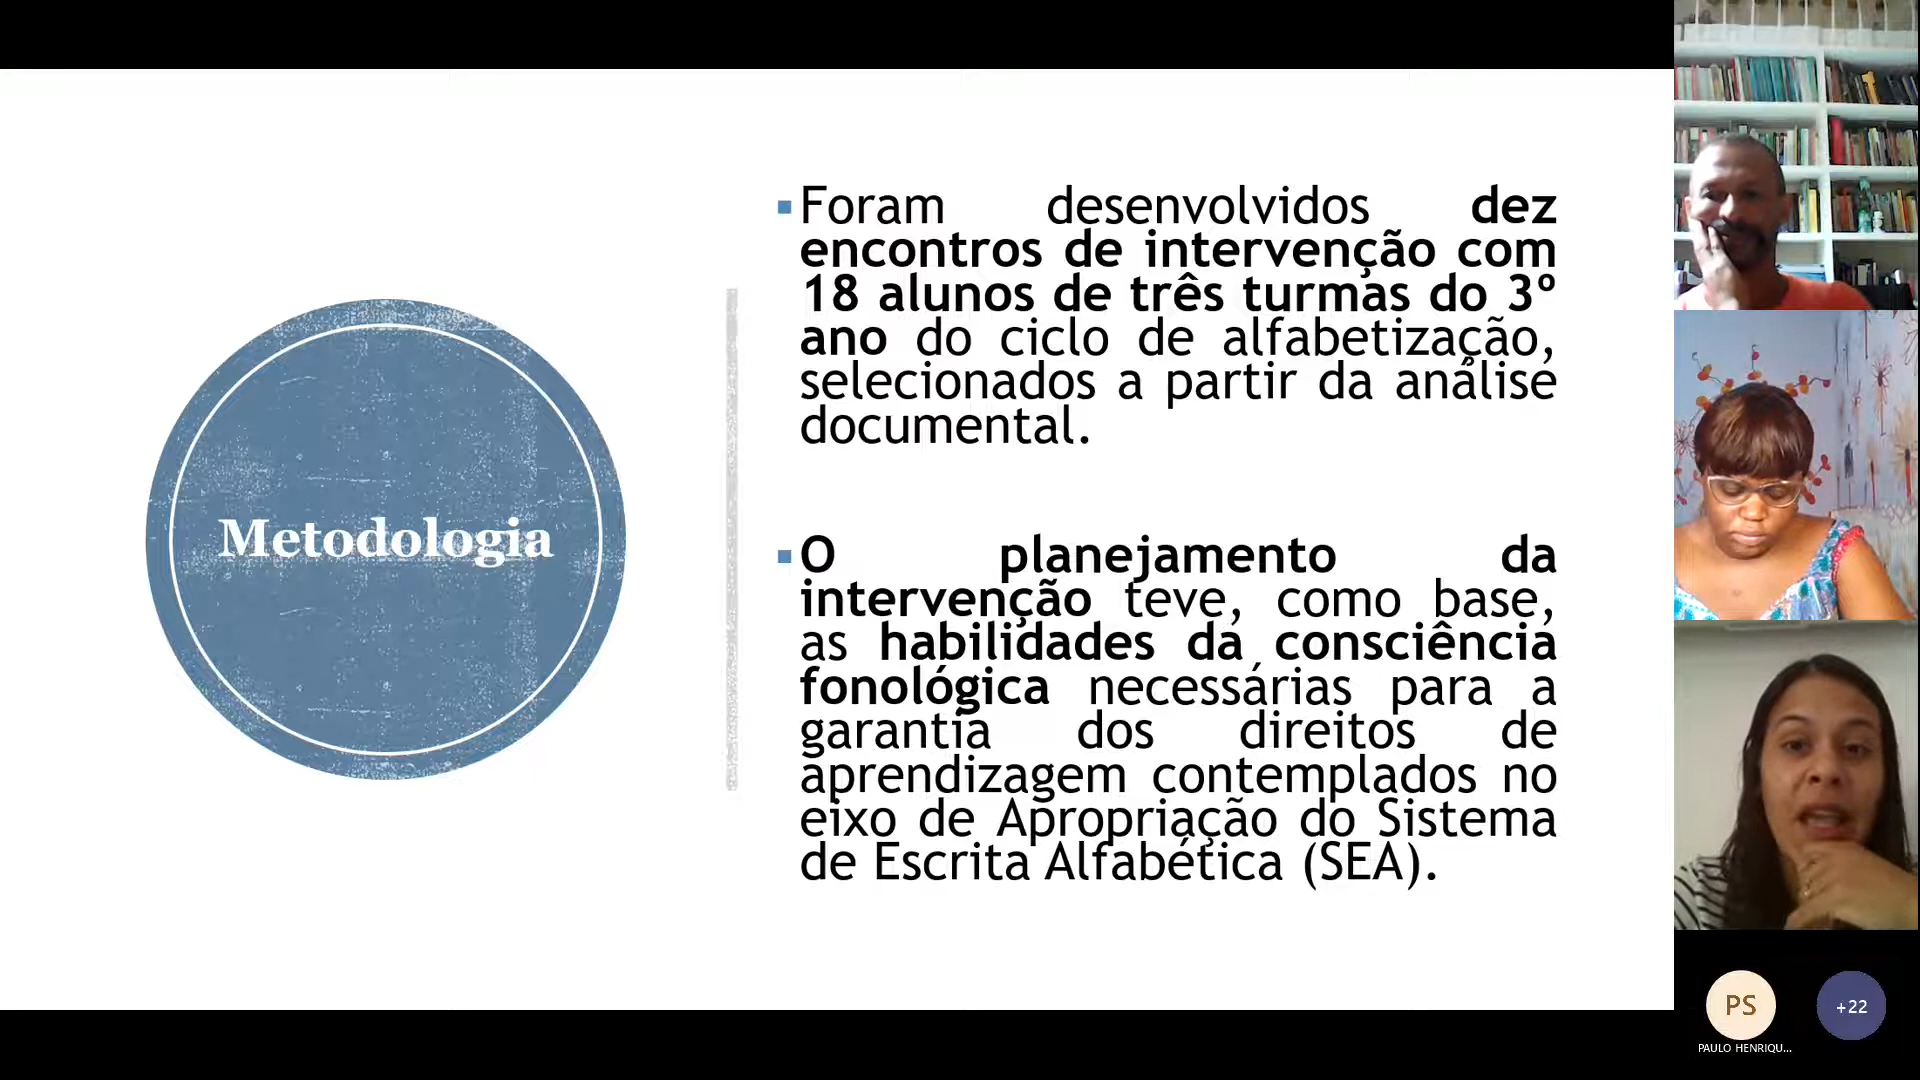 Metodologia
Foram desenvolvidos dez
encontros de intervenção com
18 alunos de três turmas do 3º
ano do ciclo de alfabetização,
selecionados a partir da análise
documental.
O planejamento da
intervenção teve, como base,
as habilidades da consciência
fonológica necessárias para a
garantia dos direitos de
aprendizagem contemplados no
eixo de Apropriação do Sistema
de Escrita Alfabética (SEA).
PS
+22
PAULO HENRIQU...